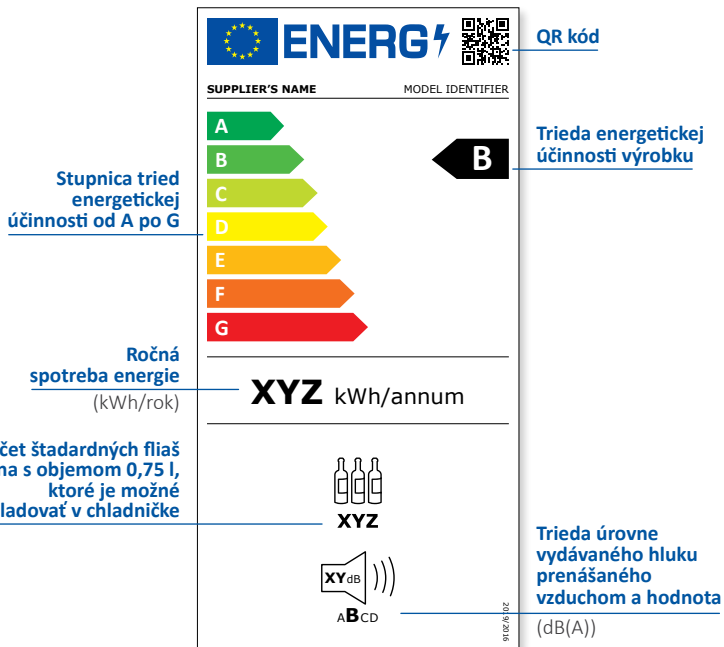 ENERG
QR kód
SUPPLIER'S NAME MODEL IDENTIFIER
A
B
C
D
E
F
G
B
Trieda energetickej
účinnosti výrobku
Stupnica tried
energetickej
účinnosti od A po G
Ročná
spotreba energie
(kWh/rok)
XYZ kWh/annum
čet štadardných fliaš
na s objemom 0,75 l,
ktoré je možné
ladovať v chladničke
XYZ
XY dB
ABCD
Trieda úrovne
vydávaného hluku
prenášaného
vzduchom a hodnota
(dB(A))
2019/2016